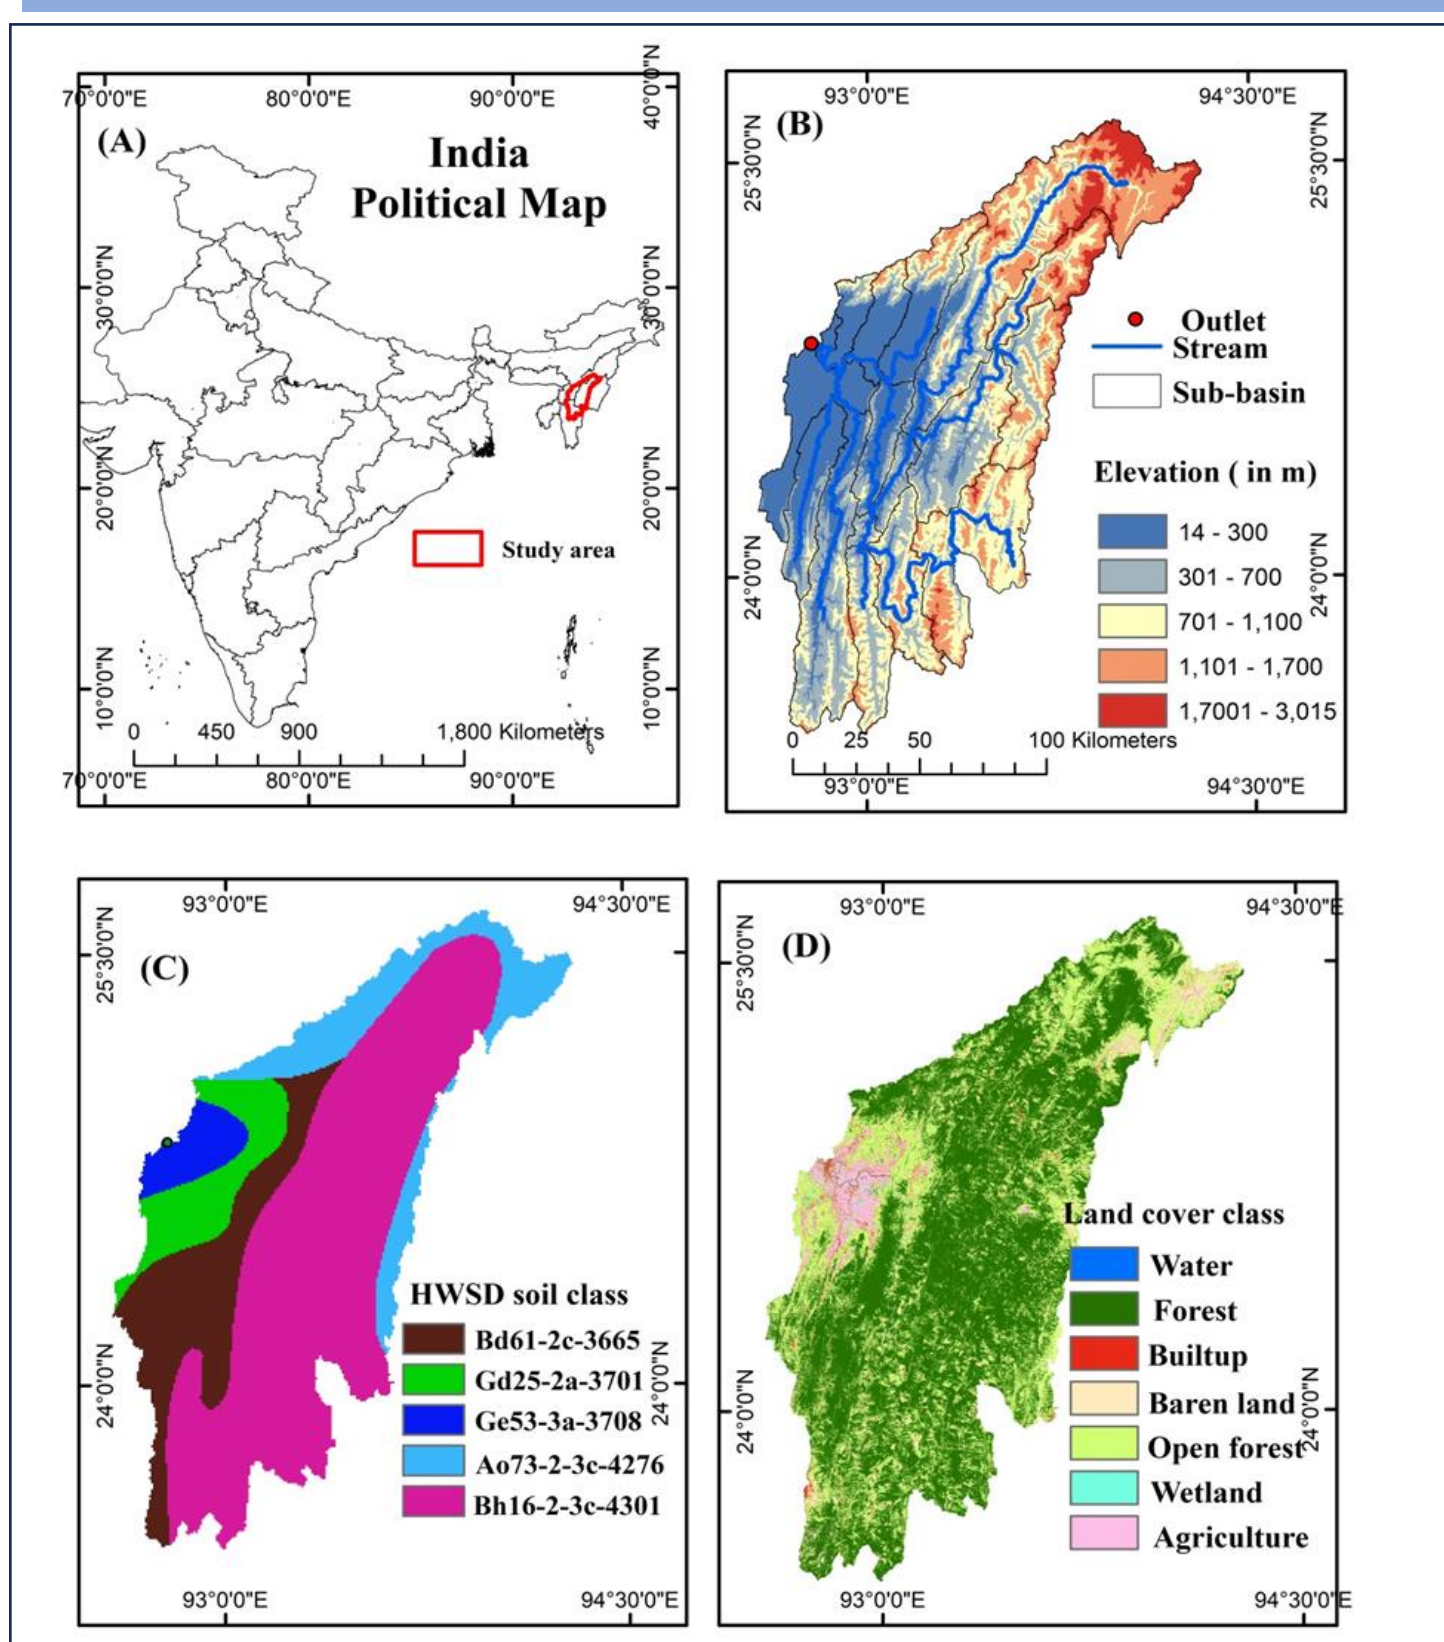 70°0'0"E 80°0'0"E 90°0'0"E
40°0'0"N
(A)
India
Political Map
30°0'0"N
30°0'0"N
20°0'0"N
20°0'0"N
Study area
10°0'0"N
10°0'0"N
0 450 900 1,800 Kilometers
70°0'0"E 80°0'0"E 90°0'0"E
93°0'0"E 94°30'0"E
(B)
25°30'0"N
25°30'0"N
Outlet
Stream
Sub-basin
Elevation ( in m)
14 - 300
301 - 700
701 - 1,100
1,101 - 1,700
1,7001 - 3,015
24°0'0"N
24°0'0"N
0 25 50 100 Kilometers
93°0'0"E 94°30'0"E
93°0'0"E 94°30'0"E
25°30'0"N
(C)
HWSD soil class
Bd61-2c-3665
Gd25-2a-3701
Ge53-3a-3708
Ao73-2-3c-4276
Bh16-2-3c-4301
24°0'0"N
24°0'0"N
93°0'0"E 94°30'0"E
93°0'0"E 94°30'0"E
25°30'0"N
(D)
Land cover class
Water
Forest
Builtup
Baren land
Open forest
Wetland
Agriculture
24°0'0"N
24°0'0"N
93°0'0"E 94°30'0"E